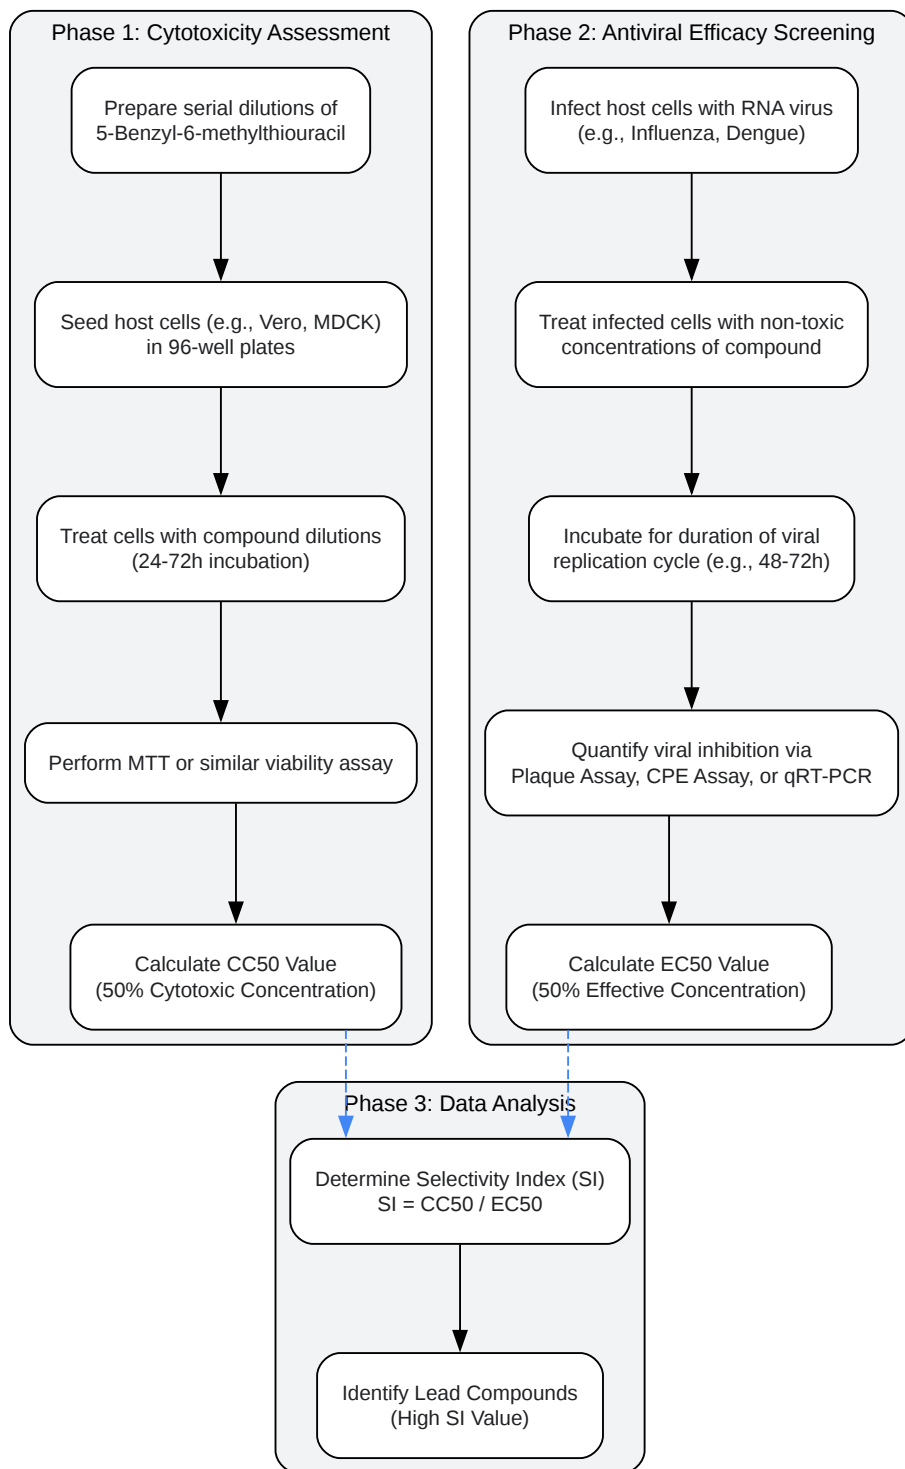 Phase 1: Cytotoxicity Assessment
Prepare serial dilutions of
5-Benzyl-6-methylthiouracil
Seed host cells (e.g., Vero, MDCK)
in 96-well plates
Treat cells with compound dilutions
(24-72h incubation)
Perform MTT or similar viability assay
Calculate CC50 Value
(50% Cytotoxic Concentration)
Phase 2: Antiviral Efficacy Screening
Infect host cells with RNA virus
(e.g., Influenza, Dengue)
Treat infected cells with non-toxic
concentrations of compound
Incubate for duration of viral
replication cycle (e.g., 48-72h)
Quantify viral inhibition via
Plaque Assay, CPE Assay, or qRT-PCR
Calculate EC50 Value
(50% Effective Concentration)
Phase 3: Data Analysis
Determine Selectivity Index (SI)
SI = CC50 / EC50
Identify Lead Compounds
(High SI Value)